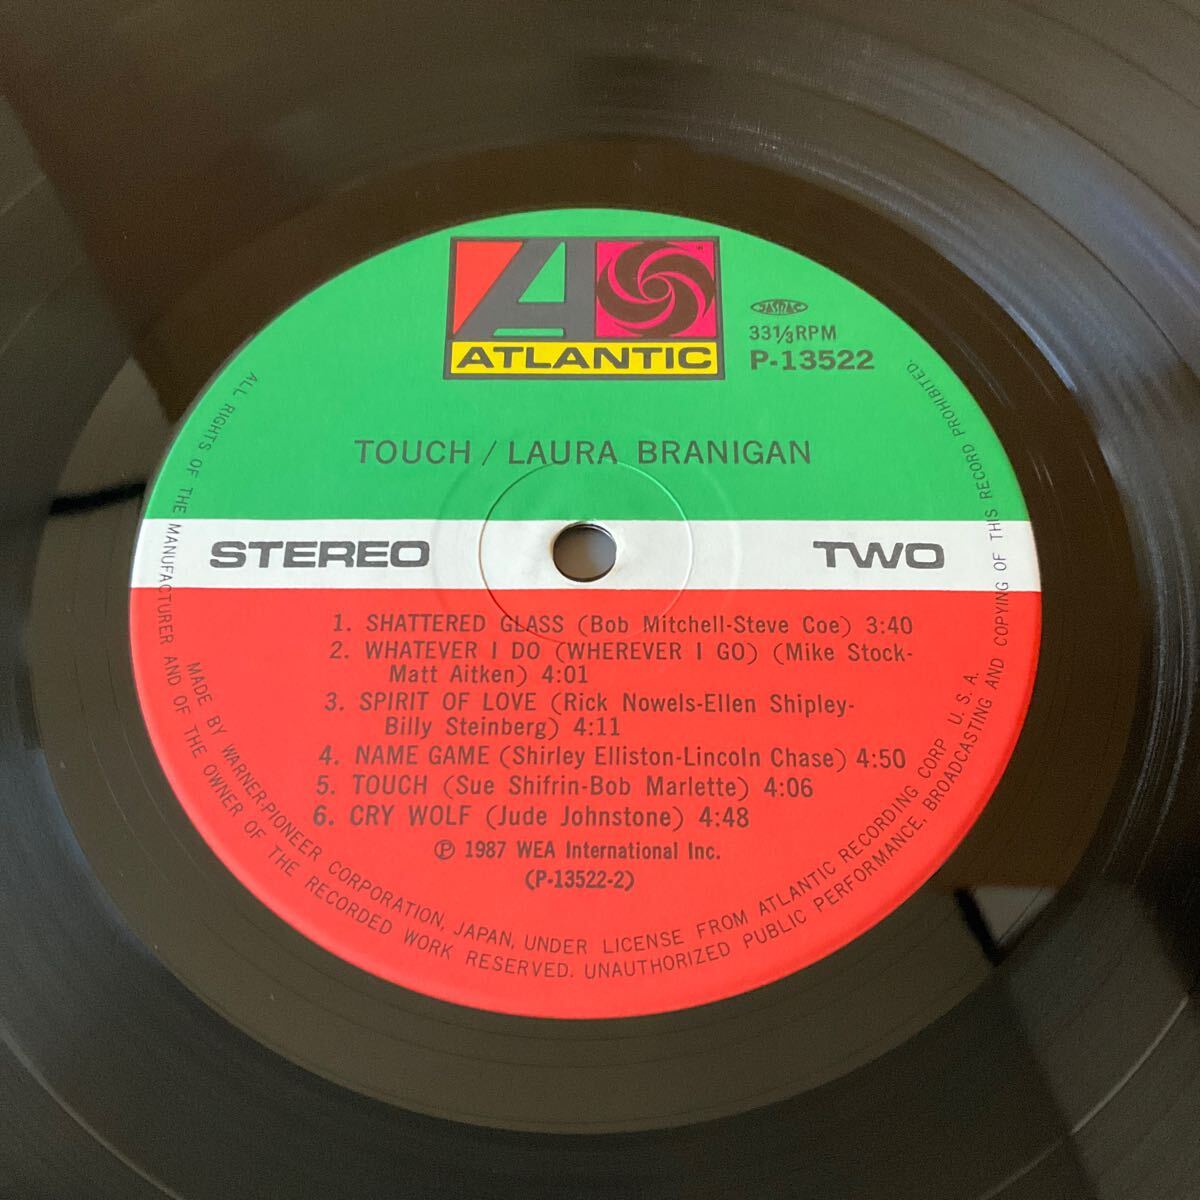 ATLANTIC
JASRAC
33⅓RPM
P-13522
TOUCH / LAURA BRANIGAN
STEREO
TWO
1. SHATTERED GLASS (Bob Mitchell-Steve Coe) 3:40
2. WHATEVER I DO (WHEREVER I GO) (Mike Stock-
Matt Aitken) 4:01
3. SPIRIT OF LOVE (Rick Nowels-Ellen Shipley-
Billy Steinberg) 4:11
4. NAME GAME (Shirley Elliston-Lincoln Chase) 4:50
5. TOUCH (Sue Shifrin-Bob Marlette) 4:06
6. CRY WOLF (Jude Johnstone) 4:48
℗ 1987 WEA International Inc.
(P-13522-2)
MADE BY WARNER-PIONEER CORPORATION, JAPAN, UNDER LICENSE FROM ATLANTIC RECORDING CORP U.S.A.
ALL RIGHTS OF THE MANUFACTURER AND OF THE OWNER OF THE RECORDED WORK RESERVED. UNAUTHORIZED PUBLIC PERFORMANCE, BROADCASTING AND COPYING OF THIS RECORD PROHIBITED.